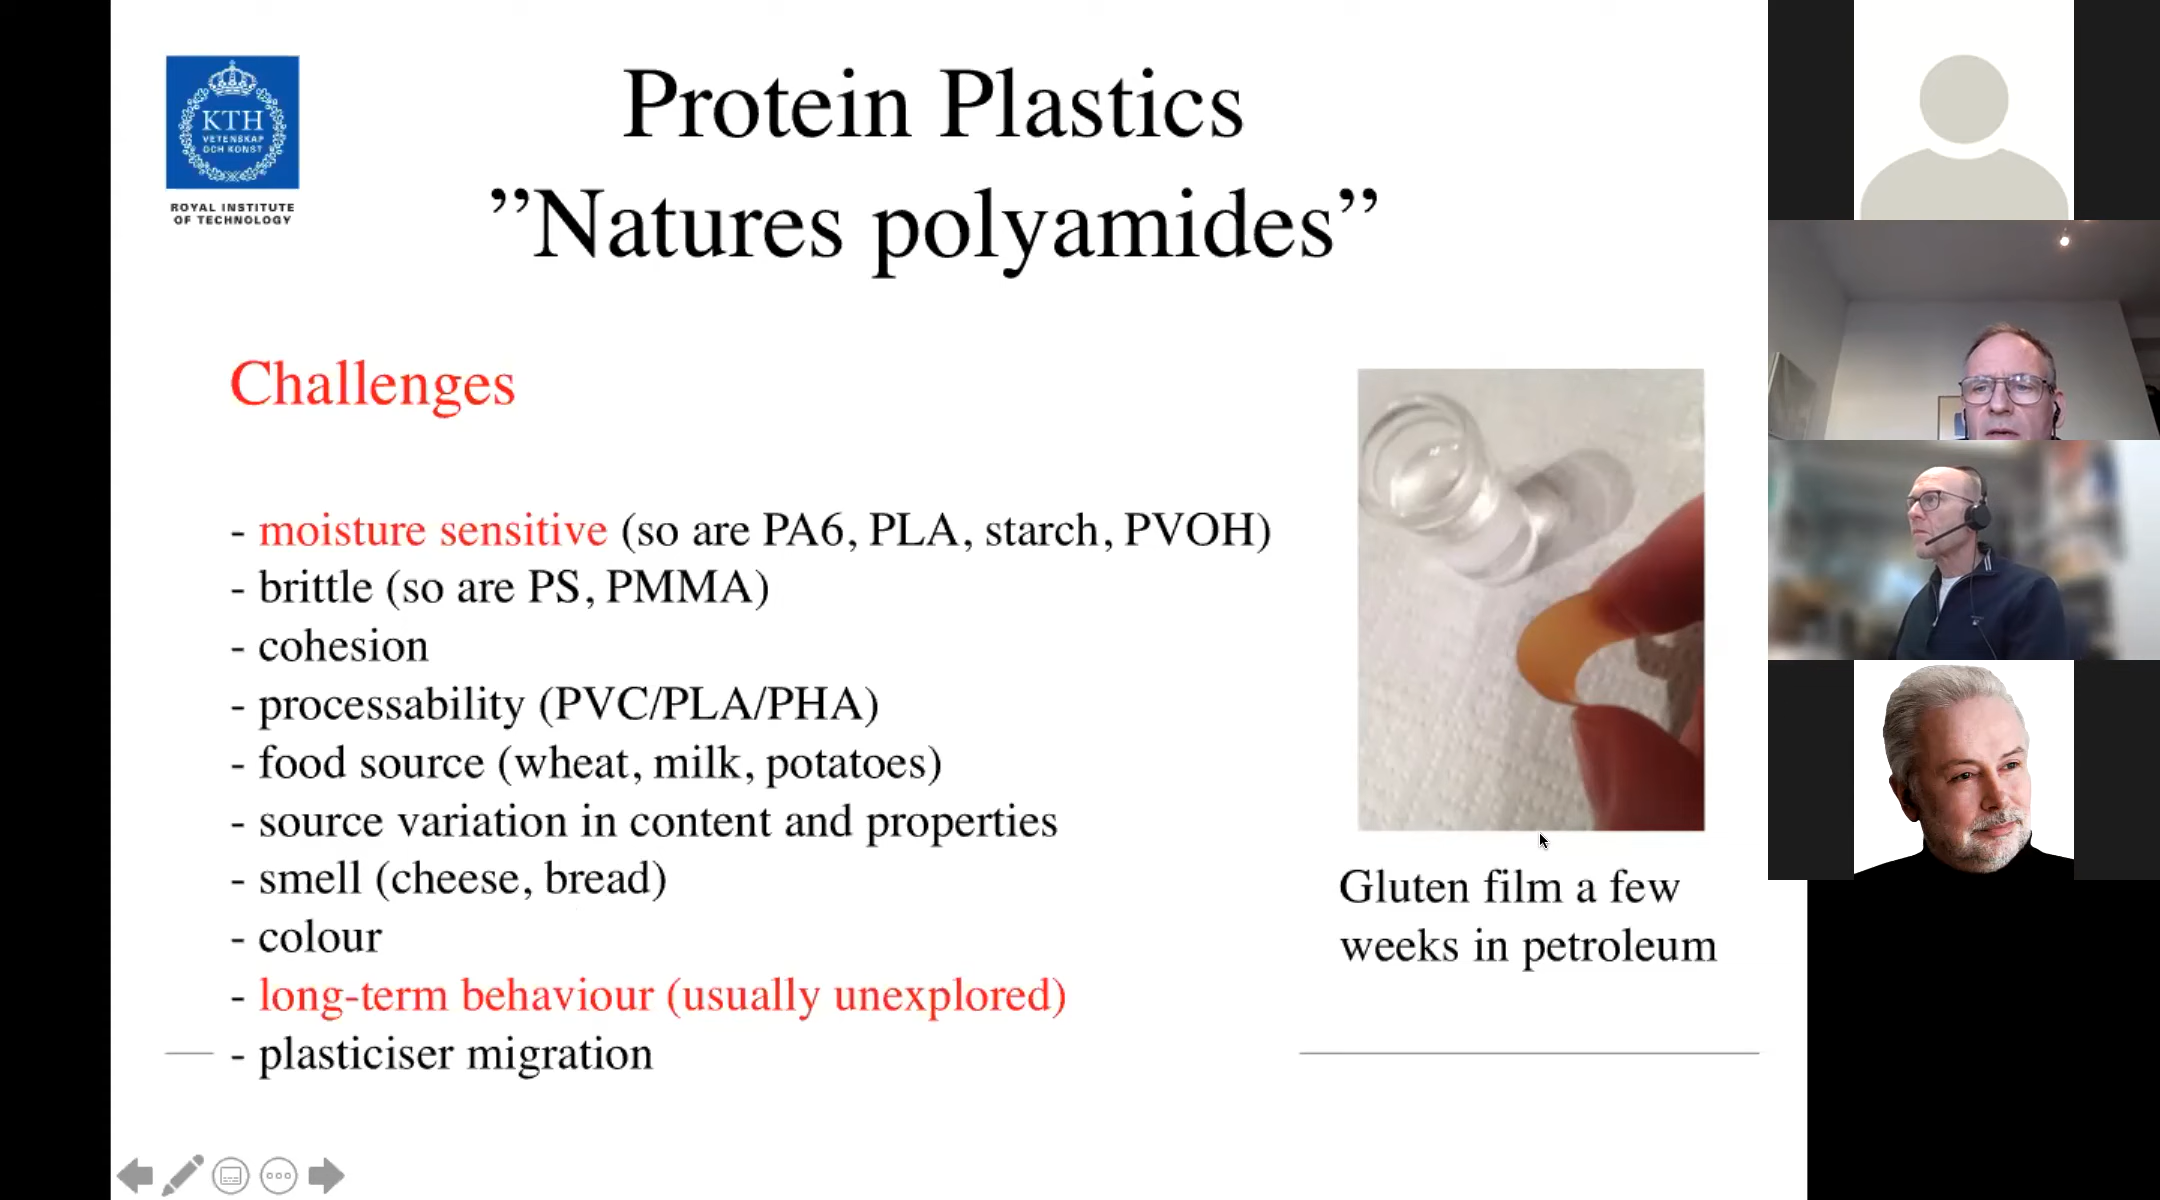 KTH
VETENSKAP
OCH KONST
ROYAL INSTITUTE
OF TECHNOLOGY
Protein Plastics
”Natures polyamides”
Challenges
- moisture sensitive (so are PA6, PLA, starch, PVOH)
- brittle (so are PS, PMMA)
- cohesion
- processability (PVC/PLA/PHA)
- food source (wheat, milk, potatoes)
- source variation in content and properties
- smell (cheese, bread)
- colour
- long-term behaviour (usually unexplored)
- plasticiser migration
Gluten film a few
weeks in petroleum